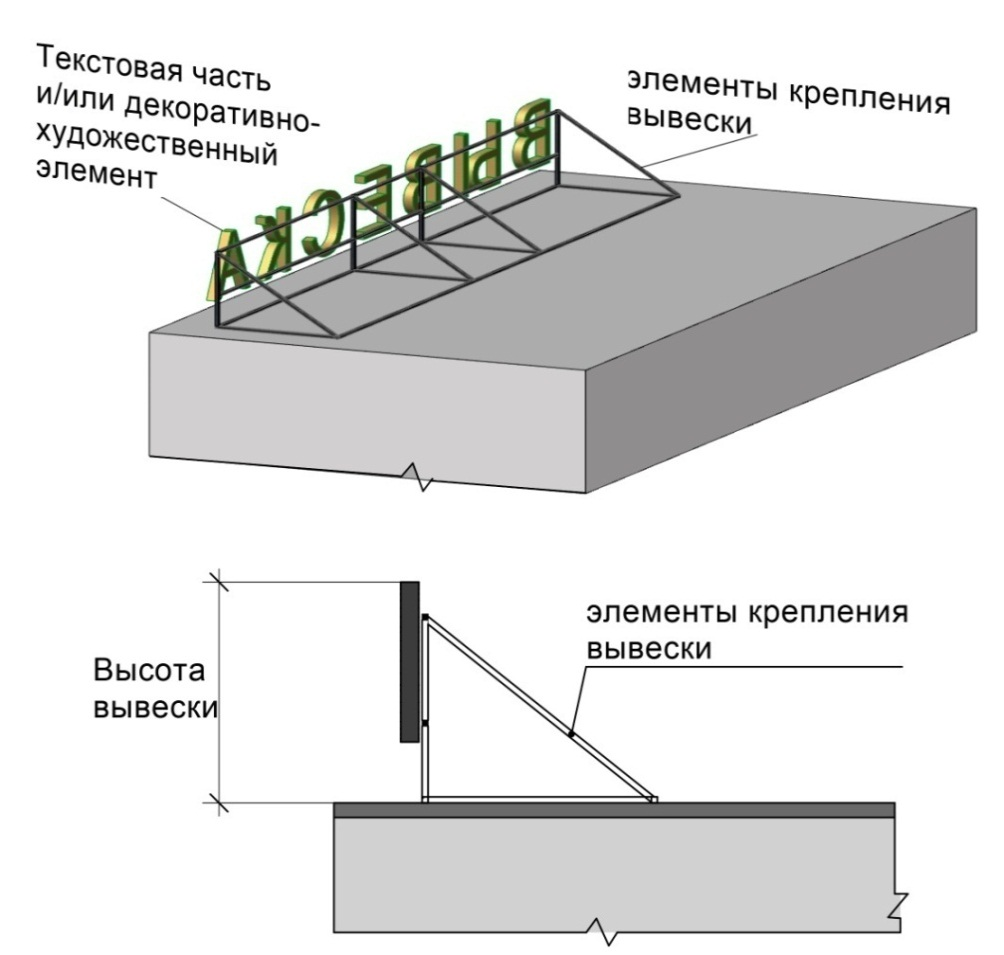 Текстовая часть
и/или декоративно-
художественный
элемент
элементы крепления
вывески
ВЫВЕСКА
элементы крепления
вывески
Высота
вывески